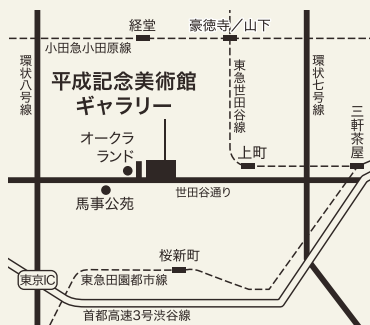 経堂
豪徳寺／山下
小田急小田原線
環状八号線
平成記念美術館
ギャラリー
東急世田谷線
環状七号線
三軒茶屋
オークラ
ランド
上町
世田谷通り
馬事公苑
桜新町
東京IC
東急田園都市線
首都高速3号渋谷線